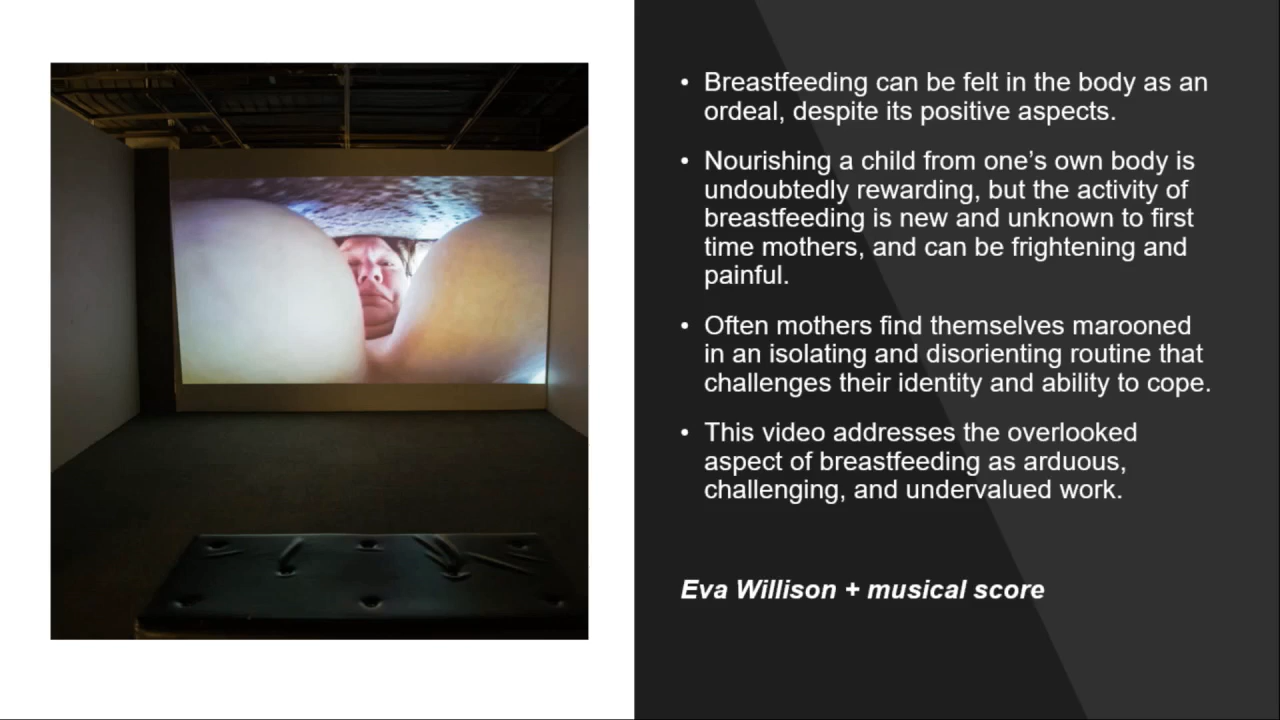 • Breastfeeding can be felt in the body as an
ordeal, despite its positive aspects.
• Nourishing a child from one’s own body is
undoubtedly rewarding, but the activity of
breastfeeding is new and unknown to first
time mothers, and can be frightening and
painful.
• Often mothers find themselves marooned
in an isolating and disorienting routine that
challenges their identity and ability to cope.
• This video addresses the overlooked
aspect of breastfeeding as arduous,
challenging, and undervalued work.
Eva Willison + musical score